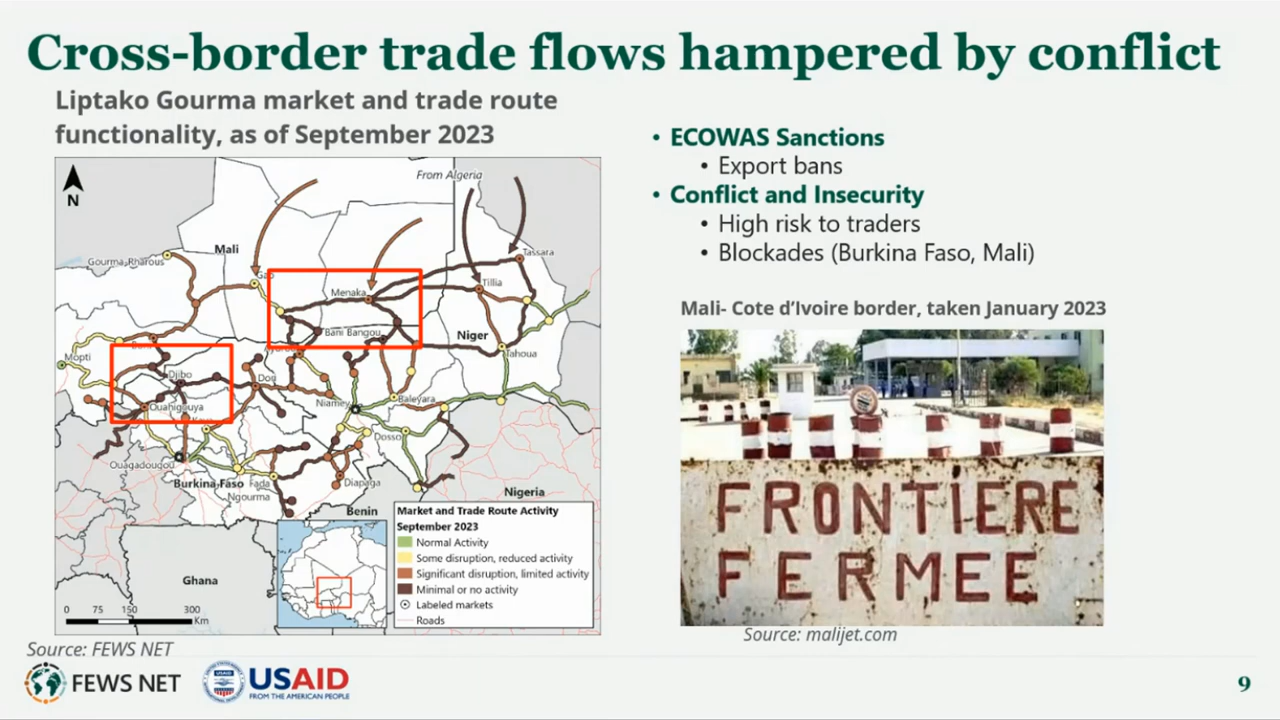 Cross-border trade flows hampered by conflict
Liptako Gourma market and trade route
functionality, as of September 2023
N
From Algeria
Mali
Tassara
Gourma-Rharous
Gao
Menaka
Tillia
Bani Bangou
Niger
Mopti
Tahoua
Djibo
Dori
Ouahigouya
Niamey
Baleyara
Dosso
Ouagadougou
Burkina Faso
Fada
Ngourma
Diapaga
Nigeria
Benin
Ghana
0 75 150 300
Km
Market and Trade Route Activity
September 2023
Normal Activity
Some disruption, reduced activity
Significant disruption, limited activity
Minimal or no activity
Labeled markets
Roads
Source: FEWS NET
• ECOWAS Sanctions
• Export bans
• Conflict and Insecurity
• High risk to traders
• Blockades (Burkina Faso, Mali)
Mali- Cote d’Ivoire border, taken January 2023
FRONTIERE
FERMEE
Source: malijet.com
FEWS NET
USAID
FROM THE AMERICAN PEOPLE
9